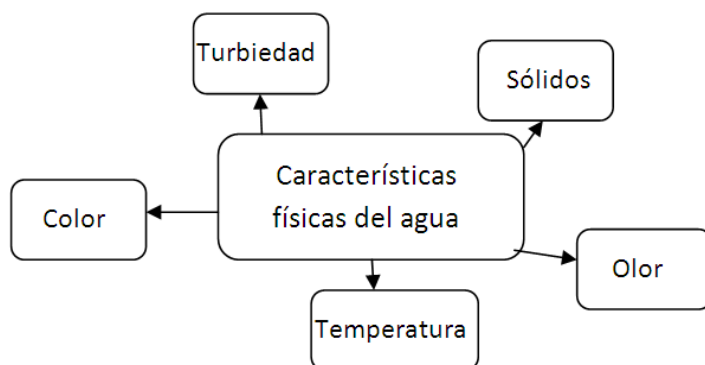 Turbiedad
Sólidos
Características
físicas del agua
Color
Olor
Temperatura